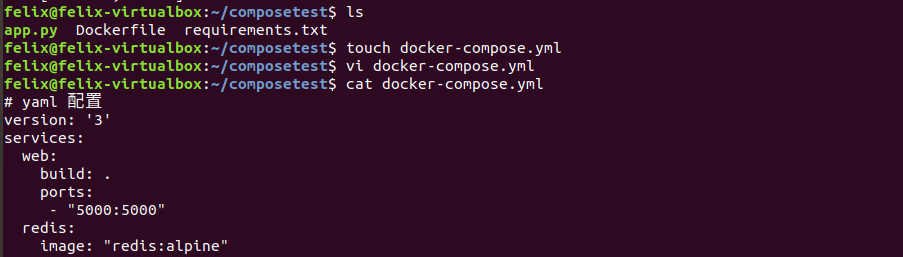 felix@felix-virtualbox:~/composetest$ ls
app.py  Dockerfile  requirements.txt
felix@felix-virtualbox:~/composetest$ touch docker-compose.yml
felix@felix-virtualbox:~/composetest$ vi docker-compose.yml
felix@felix-virtualbox:~/composetest$ cat docker-compose.yml
# yaml 配置
version: '3'
services:
  web:
    build: .
    ports:
     - "5000:5000"
  redis:
    image: "redis:alpine"